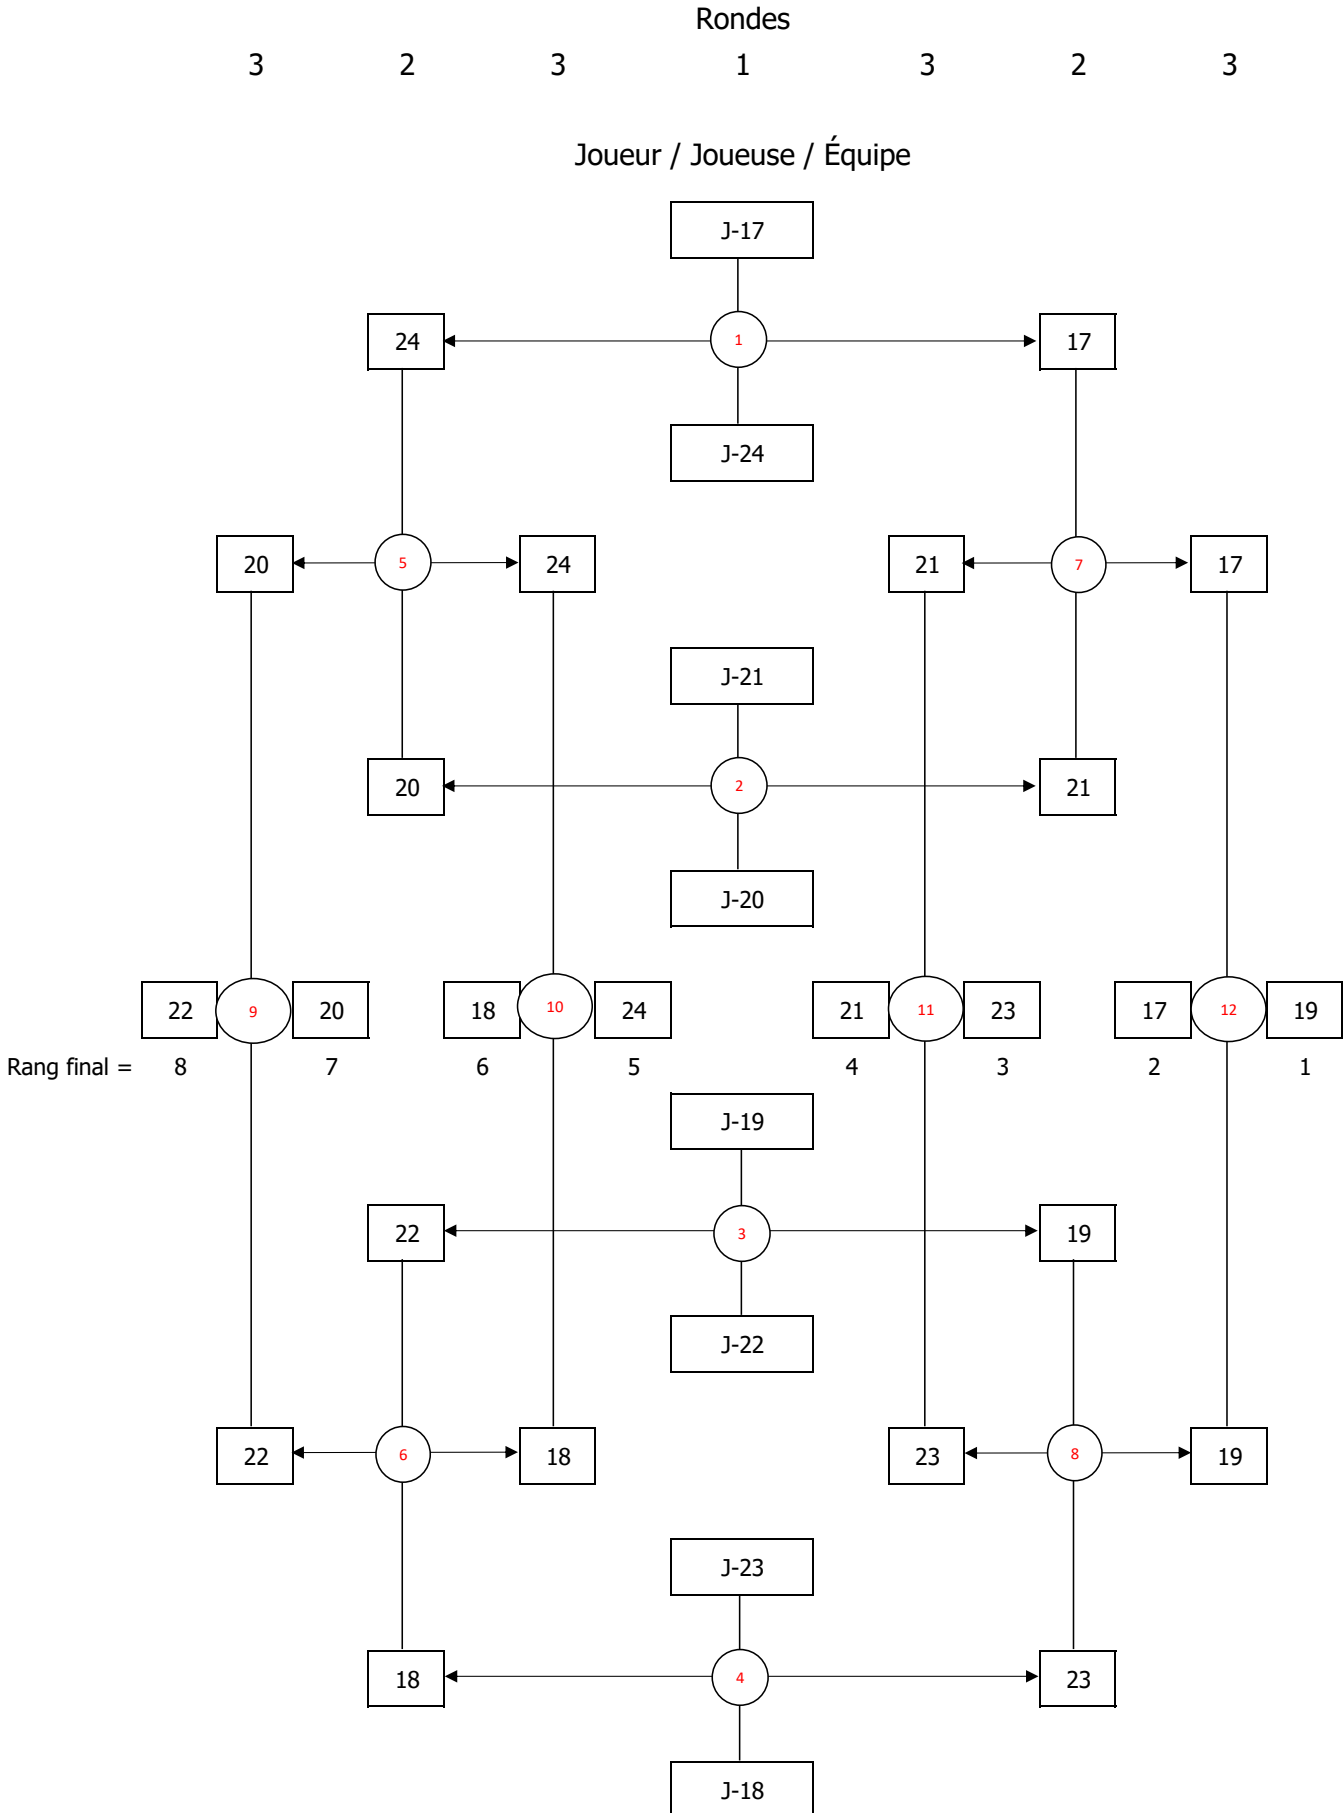 Rondes
3 2 3 1 3 2 3
Joueur / Joueuse / Équipe
J-17
24 1 17
J-24
20 5 24 21 7 17
J-21
20 2 21
J-20
22 9 20 18 10 24 21 11 23 17 12 19
Rang final = 8 7 6 5 4 3 2 1
J-19
22 3 19
J-22
22 6 18 23 8 19
J-23
18 4 23
J-18